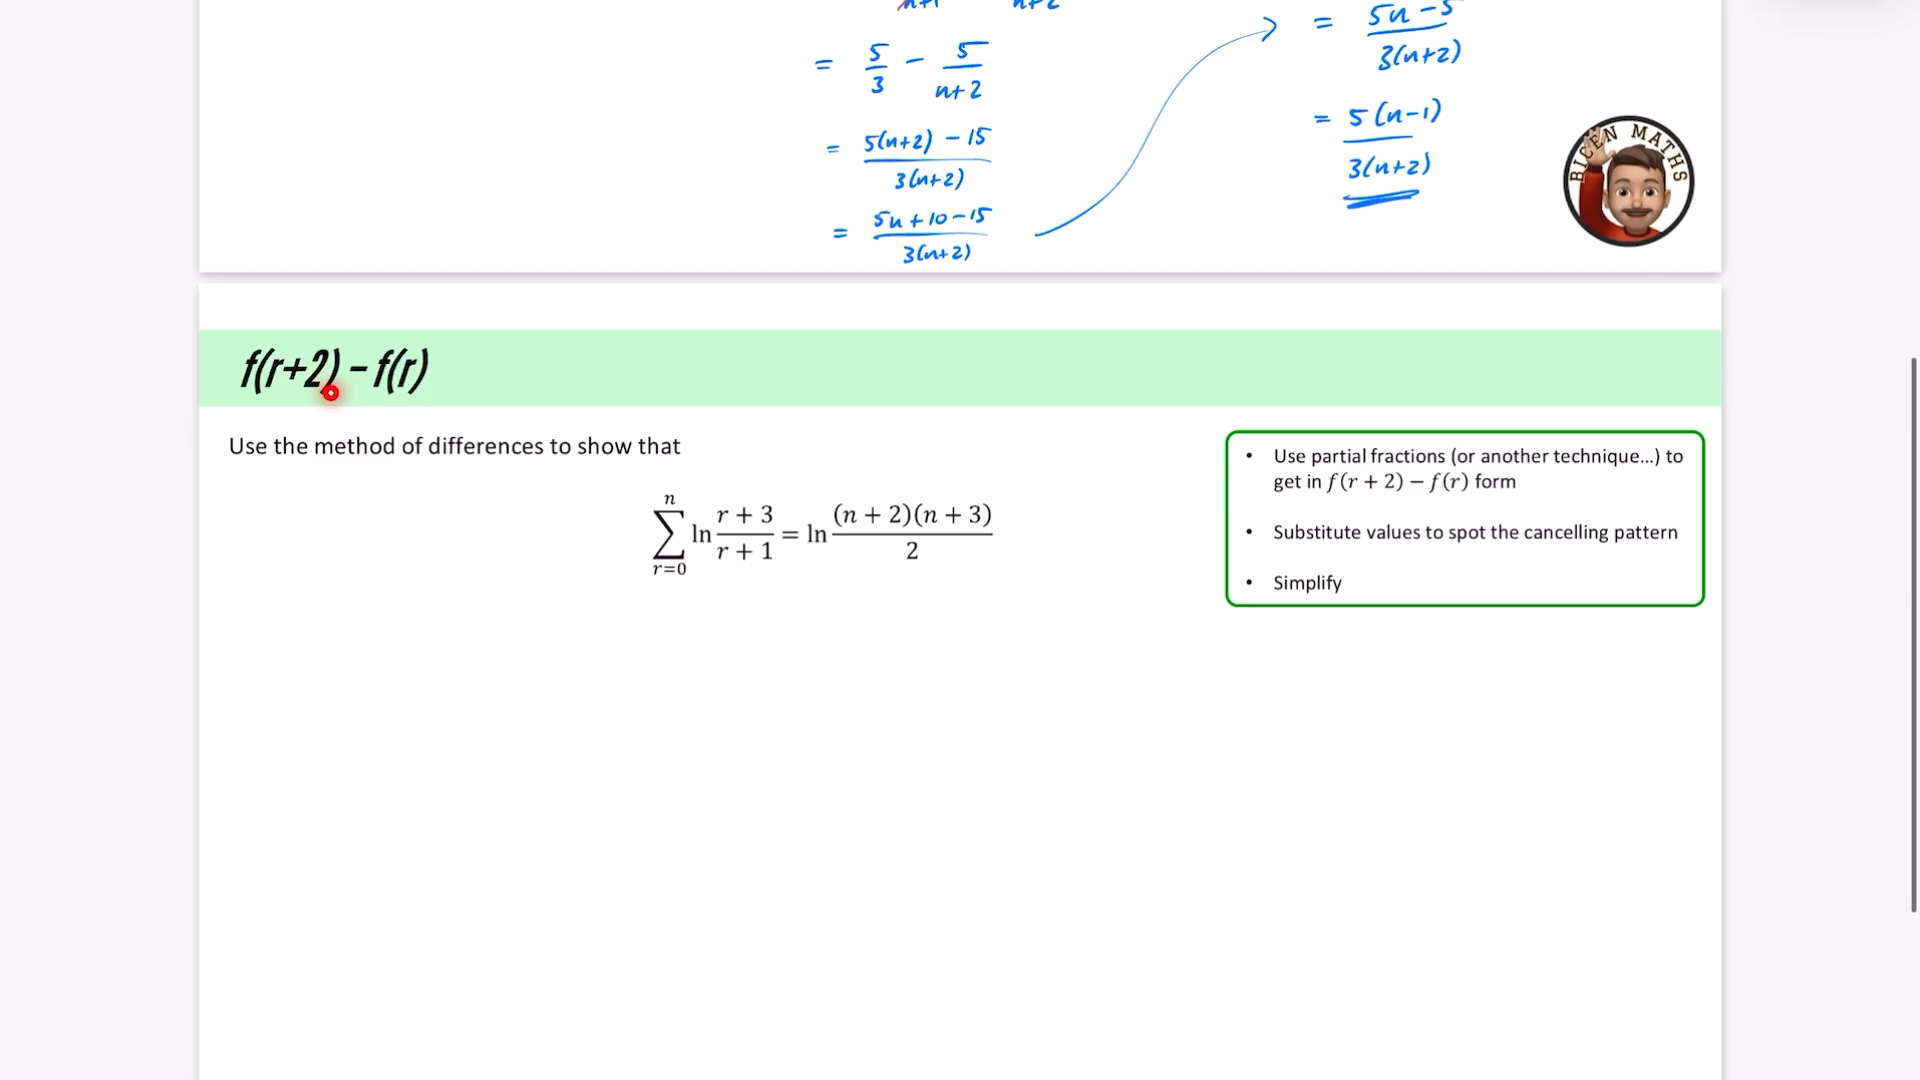 n+1 n+2
= 5/3 - 5/(n+2)
= (5(n+2) - 15)/(3(n+2))
= (5n+10-15)/(3(n+2))
= (5n-5)/(3(n+2))
= 5(n-1)/(3(n+2))
BICEN MATHS
f(r+2) - f(r)
Use the method of differences to show that
∑_{r=0}^{n} ln (r + 3)/(r + 1) = ln ((n + 2)(n + 3))/2
• Use partial fractions (or another technique...) to
get in f(r + 2) − f(r) form
• Substitute values to spot the cancelling pattern
• Simplify